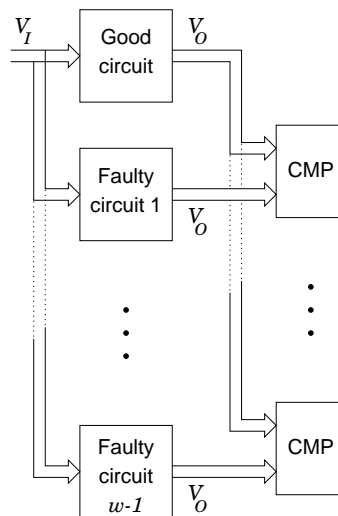 V_I
Good
circuit
V_O
Faulty
circuit 1
V_O
CMP
Faulty
circuit
w-1
V_O
CMP